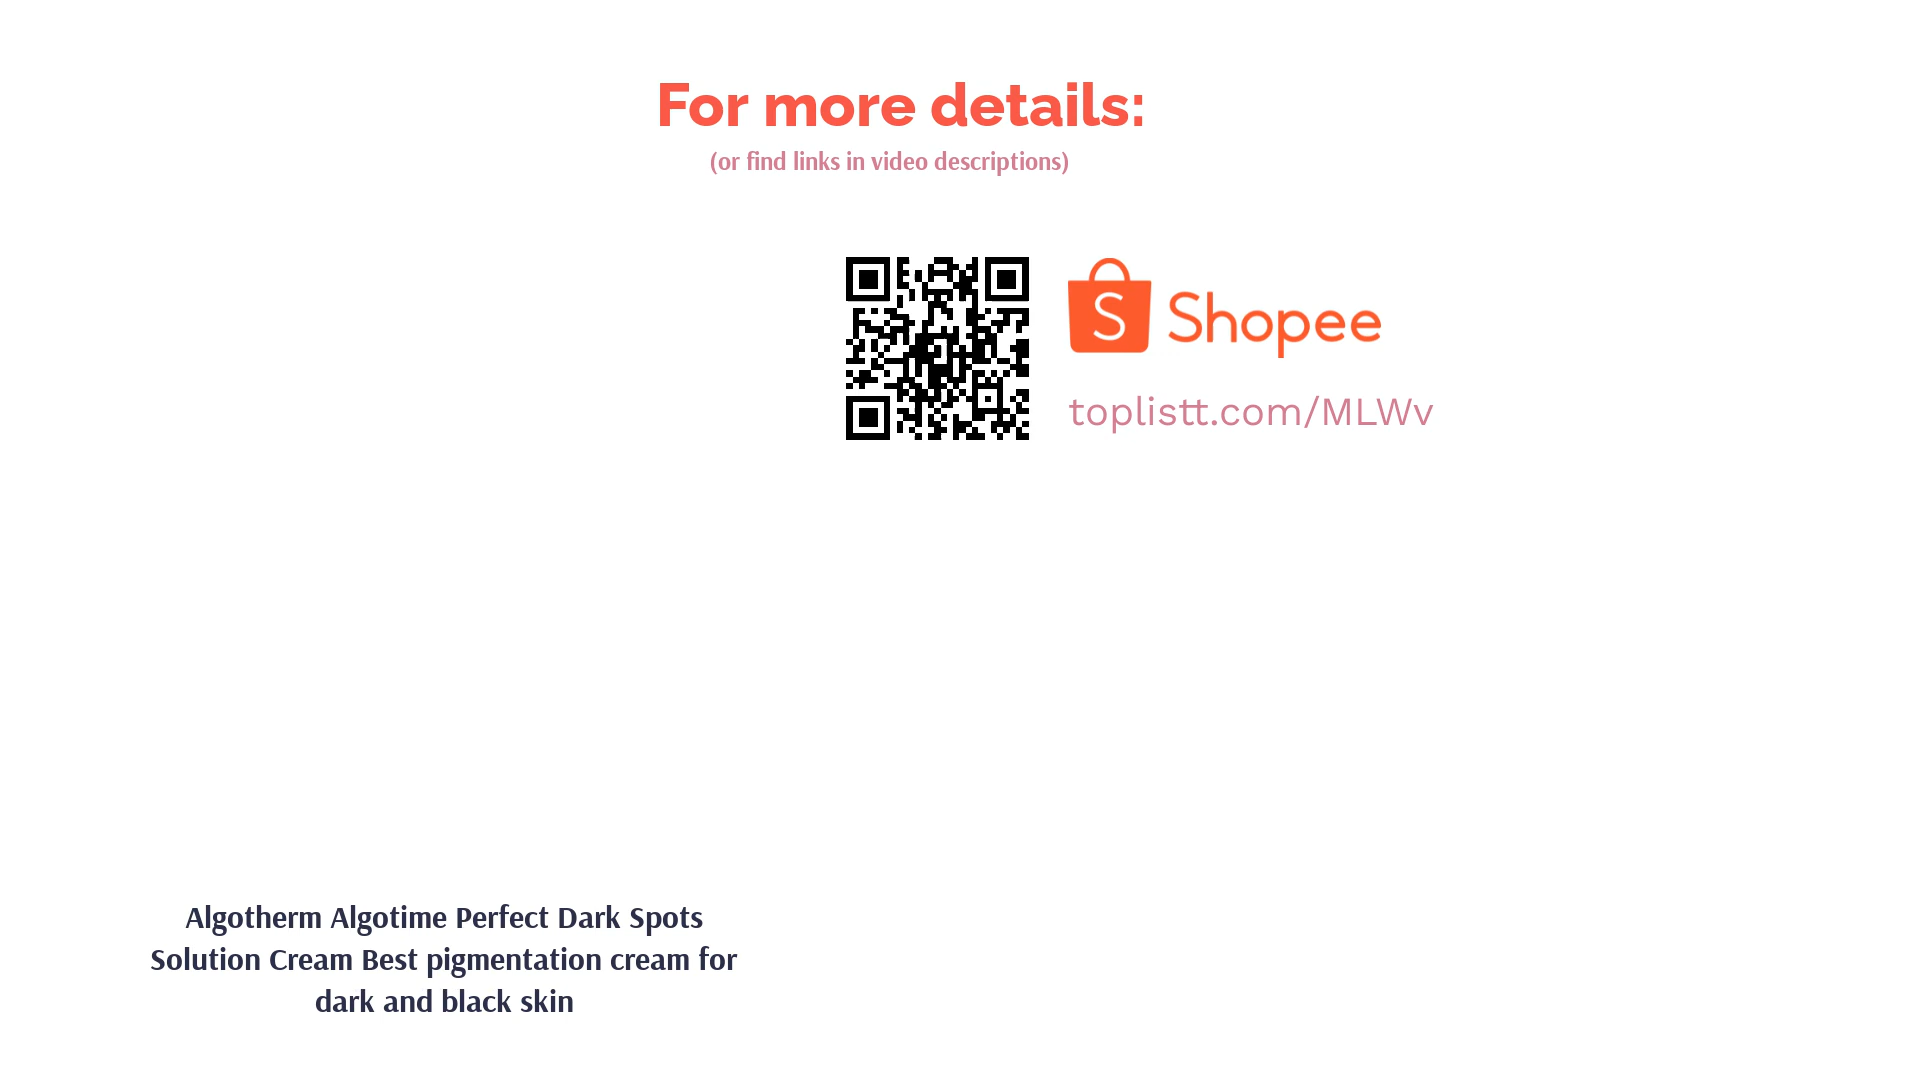 For more details:
(or find links in video descriptions)
Shopee
toplistt.com/MLWv
Algotherm Algotime Perfect Dark Spots
Solution Cream Best pigmentation cream for
dark and black skin